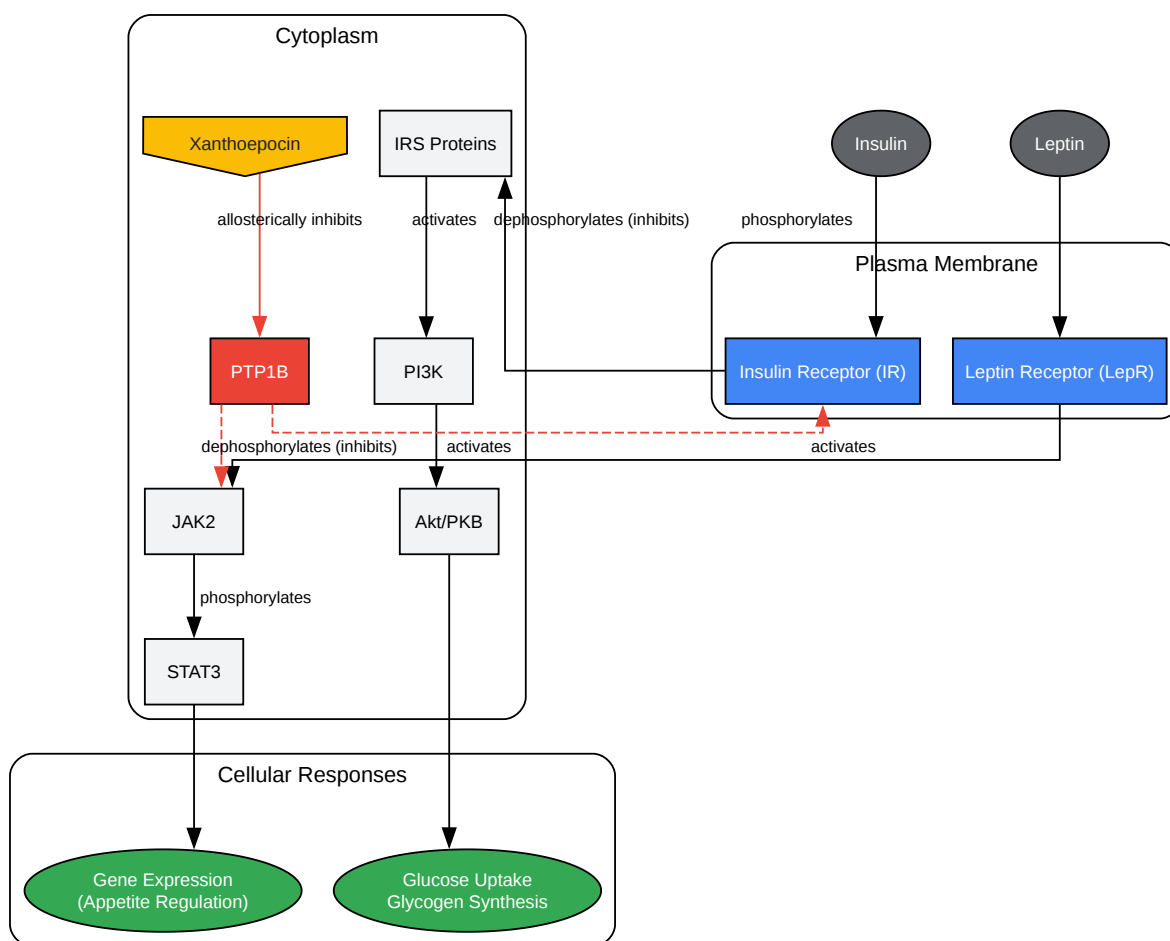 Cytoplasm
Xanthoepocin
IRS Proteins
Insulin
Leptin
allosterically inhibits
activates
dephosphorylates (inhibits)
phosphorylates
Plasma Membrane
PTP1B
PI3K
Insulin Receptor (IR)
Leptin Receptor (LepR)
dephosphorylates (inhibits)
activates
activates
JAK2
Akt/PKB
phosphorylates
STAT3
Cellular Responses
Gene Expression
(Appetite Regulation)
Glucose Uptake
Glycogen Synthesis